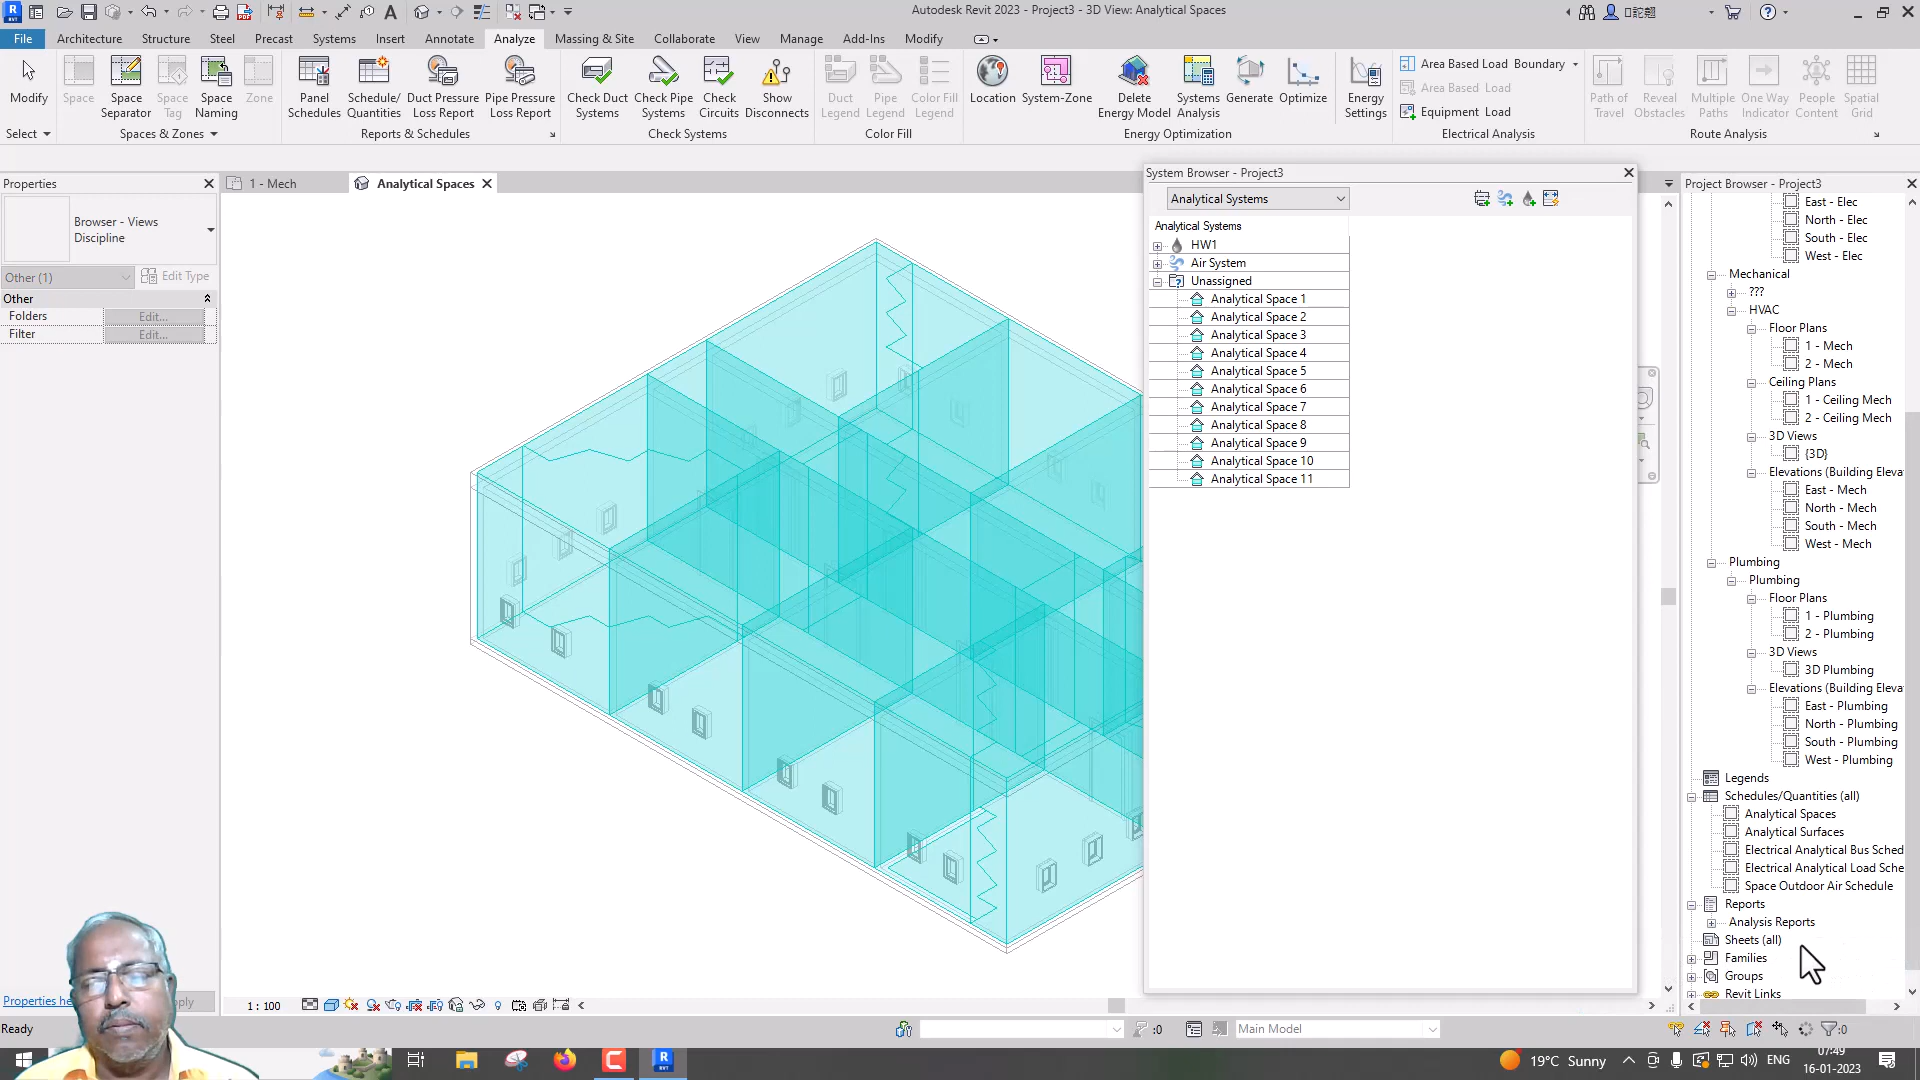 Autodesk Revit 2023 - Project3 - 3D View: Analytical Spaces
File Architecture Structure Steel Precast Systems Insert Annotate Analyze Massing & Site Collaborate View Manage Add-Ins Modify
Modify
Space
Space Separator
Space Tag
Space Naming
Zone
Panel Schedules
Schedule/ Quantities
Duct Pressure Loss Report
Pipe Pressure Loss Report
Check Duct Systems
Check Pipe Systems
Check Circuits
Show Disconnects
Duct Legend
Pipe Legend
Color Fill Legend
Location
System-Zone
Delete Energy Model
Systems Analysis
Generate
Optimize
Energy Settings
Area Based Load Boundary
Area Based Load
Equipment Load
Path of Travel
Reveal Obstacles
Multiple Paths
One Way Indicator
People Content
Spatial Grid
Select
Spaces & Zones
Reports & Schedules
Check Systems
Color Fill
Energy Optimization
Electrical Analysis
Route Analysis
Properties
Browser - Views
Discipline
Other (1)
Edit Type
Other
Folders Edit...
Filter Edit...
1 - Mech
Analytical Spaces
System Browser - Project3
Analytical Systems
Analytical Systems
HW1
Air System
Unassigned
Analytical Space 1
Analytical Space 2
Analytical Space 3
Analytical Space 4
Analytical Space 5
Analytical Space 6
Analytical Space 7
Analytical Space 8
Analytical Space 9
Analytical Space 10
Analytical Space 11
Project Browser - Project3
East - Elec
North - Elec
South - Elec
West - Elec
Mechanical
???
HVAC
Floor Plans
1 - Mech
2 - Mech
Ceiling Plans
1 - Ceiling Mech
2 - Ceiling Mech
3D Views
{3D}
Elevations (Building Eleva
East - Mech
North - Mech
South - Mech
West - Mech
Plumbing
Plumbing
Floor Plans
1 - Plumbing
2 - Plumbing
3D Views
3D Plumbing
Elevations (Building Eleva
East - Plumbing
North - Plumbing
South - Plumbing
West - Plumbing
Legends
Schedules/Quantities (all)
Analytical Spaces
Analytical Surfaces
Electrical Analytical Bus Sched
Electrical Analytical Load Sche
Space Outdoor Air Schedule
Reports
Analysis Reports
Sheets (all)
Families
Groups
Revit Links
Properties he
pply
1 : 100
Ready
:0
Main Model
:0
19°C Sunny
ENG
07:49
16-01-2023